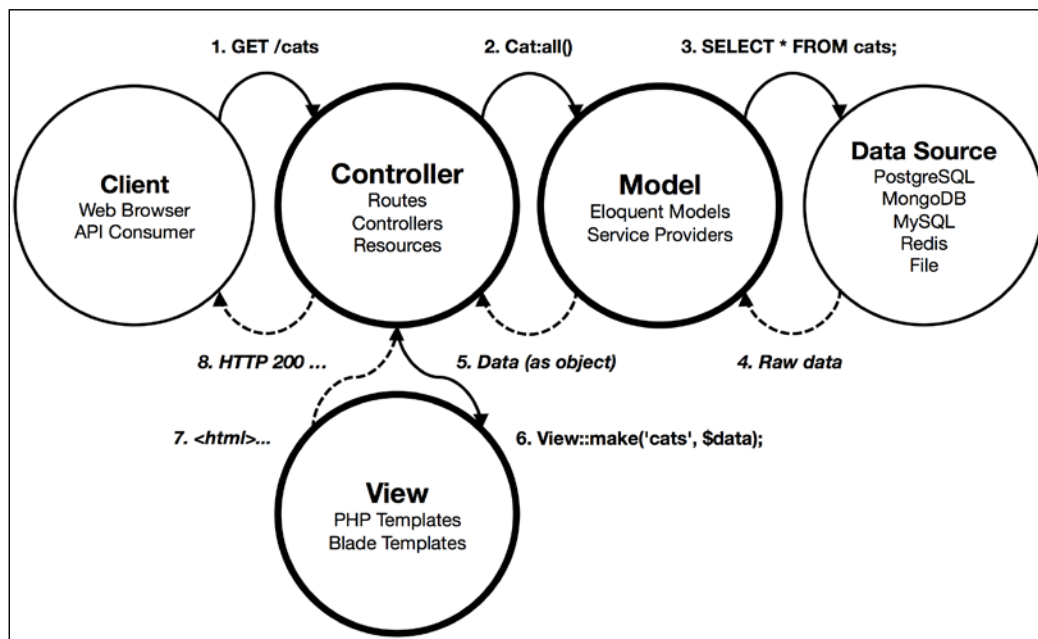 1. GET /cats
2. Cat:all()
3. SELECT * FROM cats;
Client
Web Browser
API Consumer
Controller
Routes
Controllers
Resources
Model
Eloquent Models
Service Providers
Data Source
PostgreSQL
MongoDB
MySQL
Redis
File
8. HTTP 200 ...
5. Data (as object)
4. Raw data
7. <html>...
6. View::make('cats', $data);
View
PHP Templates
Blade Templates